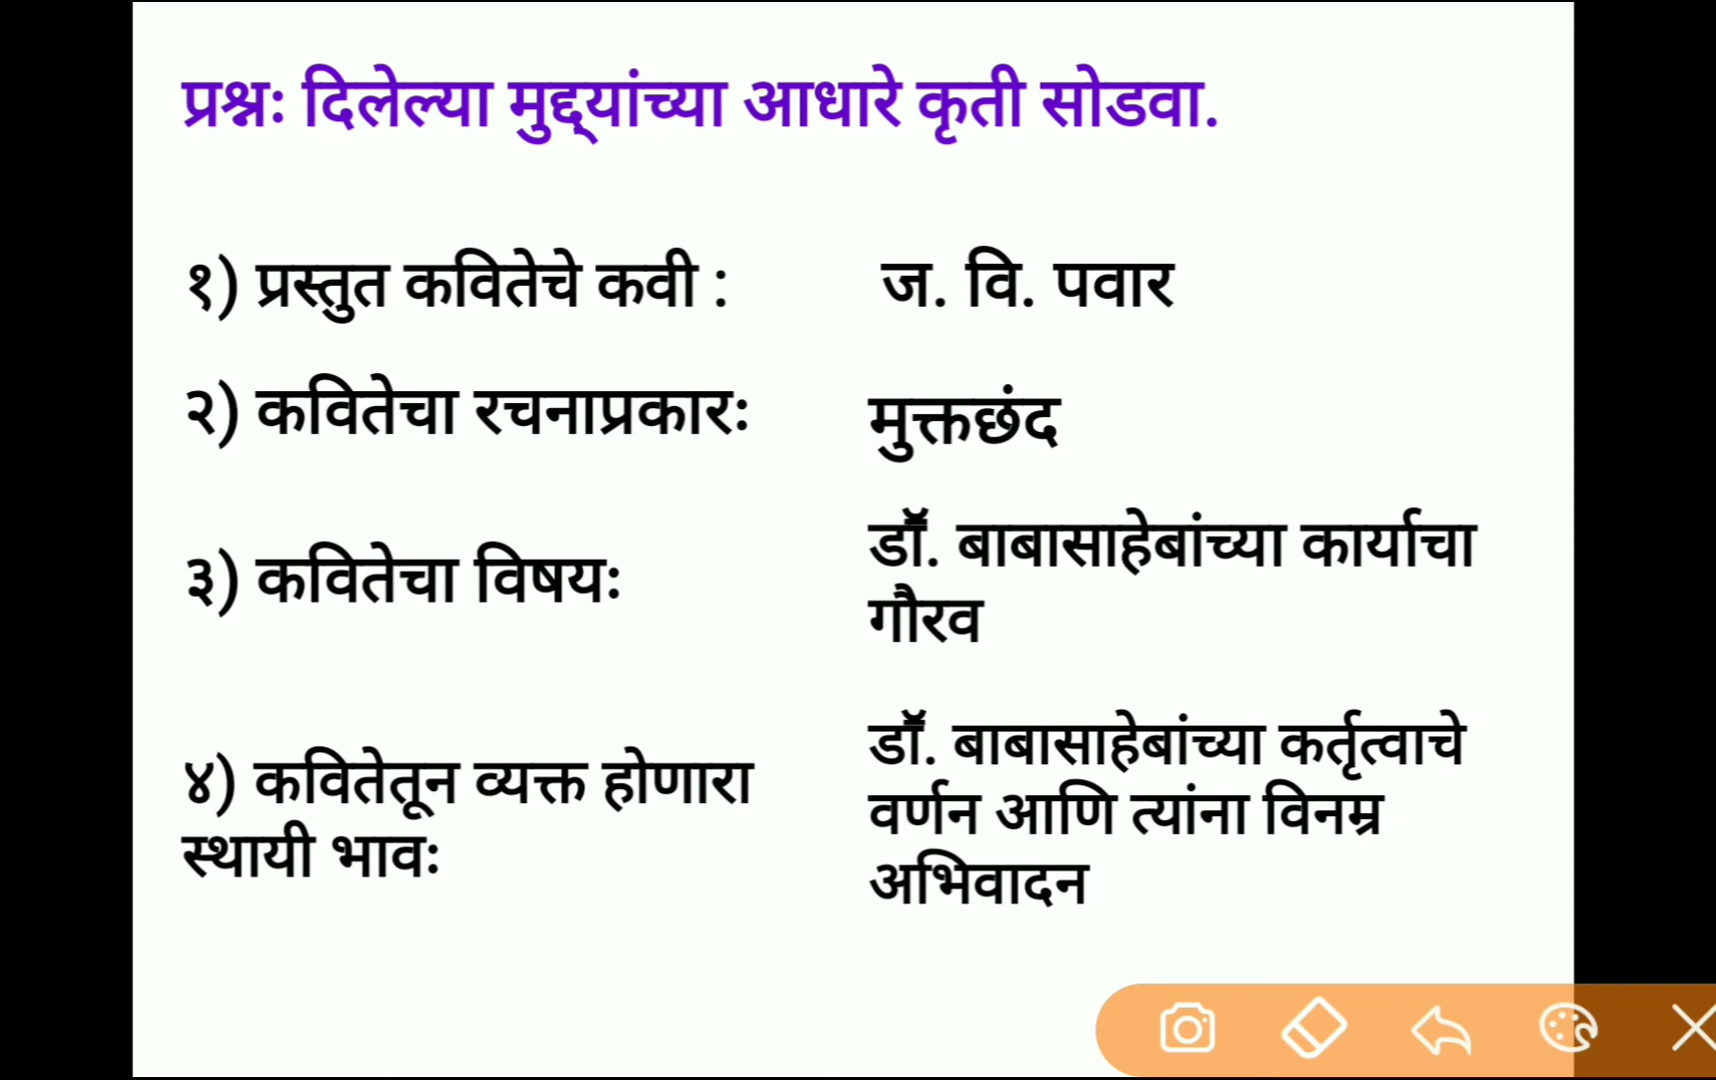 प्रश्नः दिलेल्या मुद्द्यांच्या आधारे कृती सोडवा.
१) प्रस्तुत कवितेचे कवी : ज. वि. पवार
२) कवितेचा रचनाप्रकारः मुक्तछंद
३) कवितेचा विषयः डॉ. बाबासाहेबांच्या कार्याचा
गौरव
४) कवितेतून व्यक्त होणारा
स्थायी भावः
डॉ. बाबासाहेबांच्या कर्तृत्वाचे
वर्णन आणि त्यांना विनम्र
अभिवादन